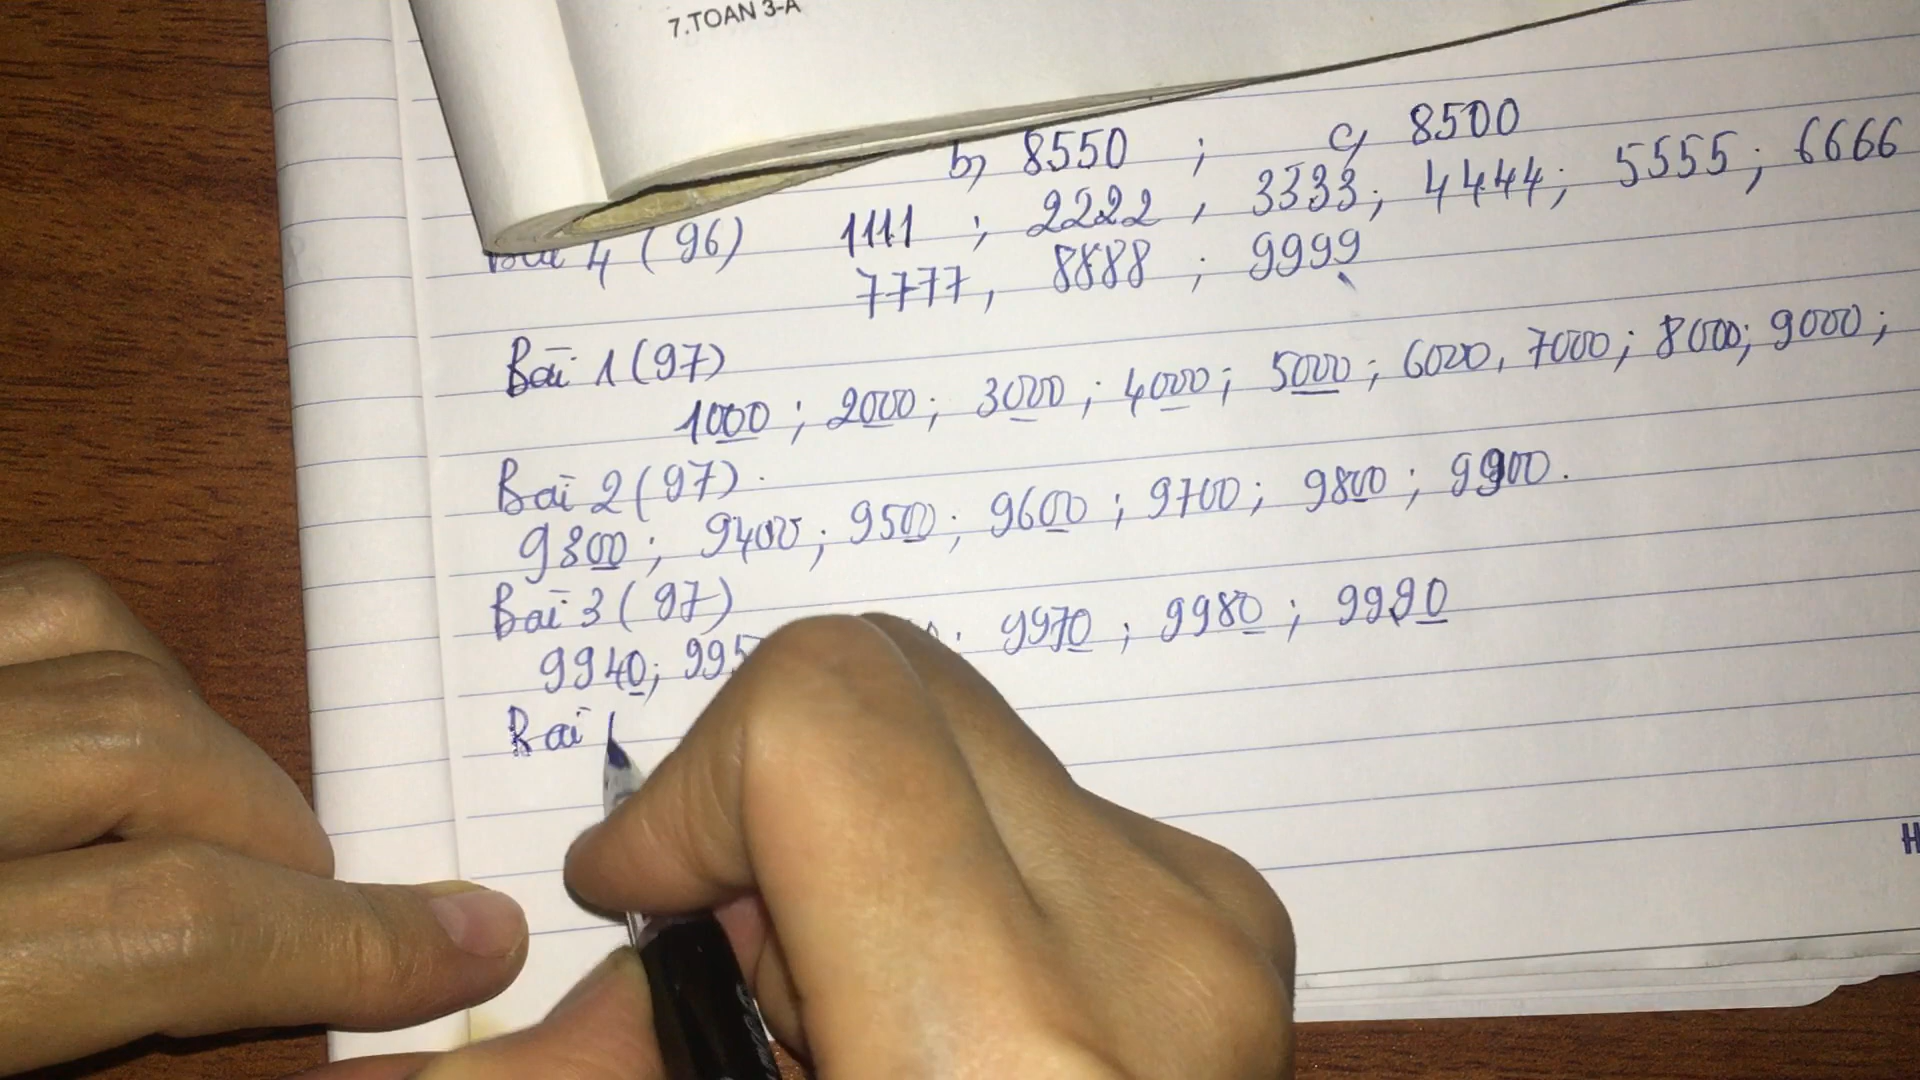 7.TOAN 3-A
b, 8550 ; c, 8500
Bài 4 (96) 1111 ; 2222 , 3333; 4444; 5555; 6666
7777, 8888 ; 9999
Bài 1 (97)
1000 ; 2000; 3000 ; 4000; 5000; 6000, 7000; 8000; 9000;
Bài 2 (97).
9300; 9400; 9500; 9600; 9700; 9800; 9900.
Bài 3 (97)
9940; 995 9970; 9980; 9990
Bài
H